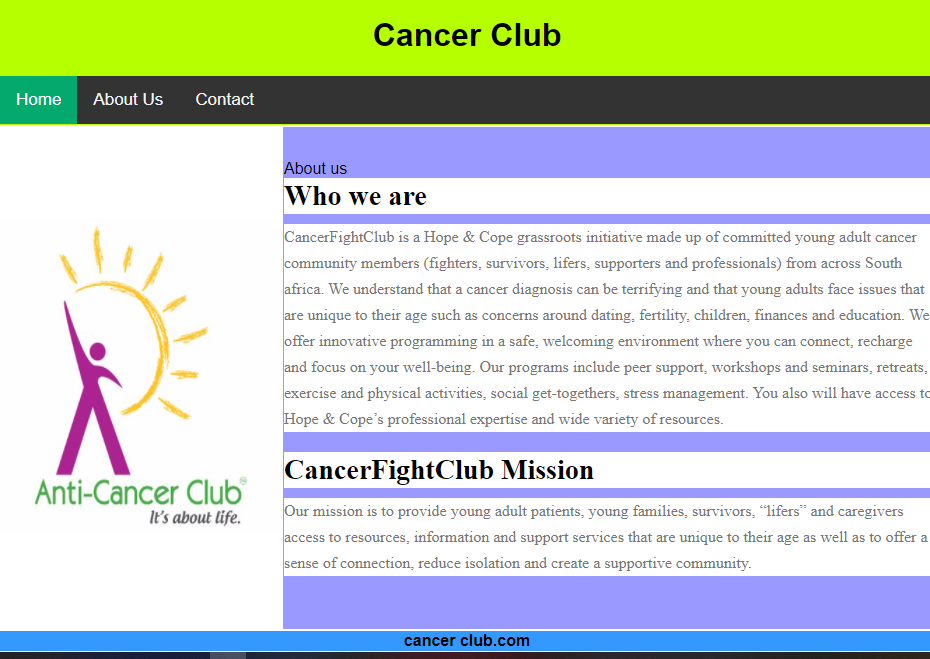 Cancer Club
Home About Us Contact
About us
Who we are
CancerFightClub is a Hope & Cope grassroots initiative made up of committed young adult cancer
community members (fighters, survivors, lifers, supporters and professionals) from across South
africa. We understand that a cancer diagnosis can be terrifying and that young adults face issues that
are unique to their age such as concerns around dating, fertility, children, finances and education. We
offer innovative programming in a safe, welcoming environment where you can connect, recharge
and focus on your well-being. Our programs include peer support, workshops and seminars, retreats,
exercise and physical activities, social get-togethers, stress management. You also will have access to
Hope & Cope’s professional expertise and wide variety of resources.
CancerFightClub Mission
Our mission is to provide young adult patients, young families, survivors, “lifers” and caregivers
access to resources, information and support services that are unique to their age as well as to offer a
sense of connection, reduce isolation and create a supportive community.
Anti-Cancer Club®
It's about life.
cancer club.com